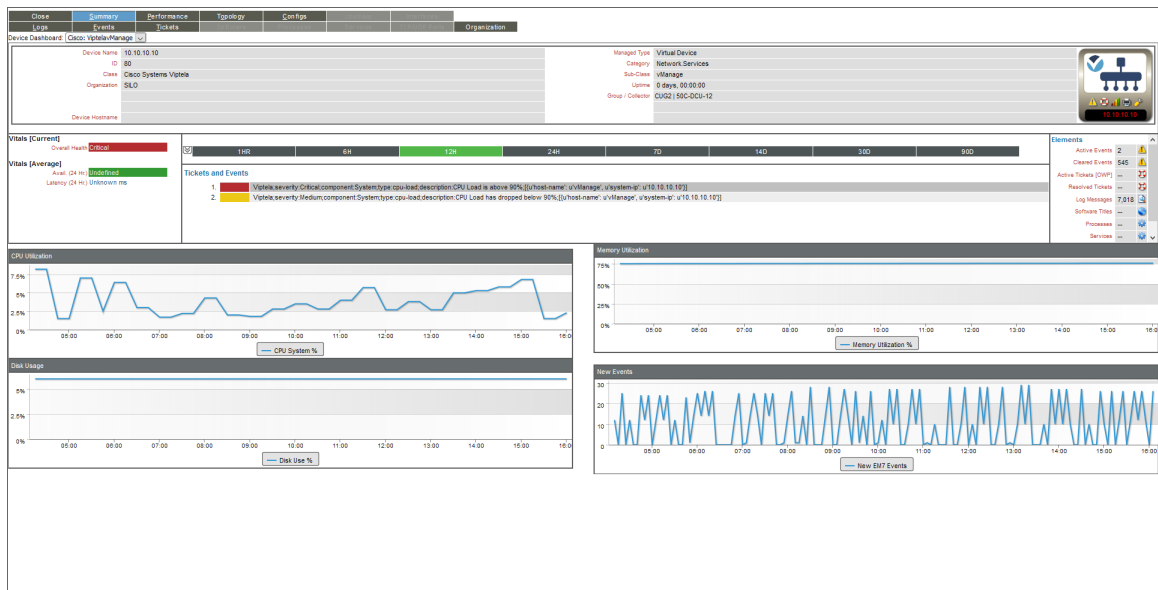 Close Summary Performance Topology Configs
Logs Events Tickets Organization
Device Dashboard: Cisco: ViptelavManage
Device Name 10.10.10.10 Managed Type Virtual Device
ID 80 Category Network.Services
Class Cisco Systems Viptela Sub-Class vManage
Organization SILO Uptime 0 days, 00:00:00
Group / Collector CUG2 | 50C-DCU-12
Device Hostname
10.10.10.10
Vitals [Current]
Overall Health Critical
Vitals [Average]
Avail. (24 Hr.) Undefined
Latency (24 Hr.) Unknown ms
1HR 6H 12H 24H 7D 14D 30D 90D
Tickets and Events
1. Viptela;severity:Critical;component:System;type:cpu-load;description:CPU Load is above 90%;[{u'host-name': u'vManage', u'system-ip': u'10.10.10.10'}]
2. Viptela;severity:Medium;component:System;type:cpu-load;description:CPU Load has dropped below 90%;[{u'host-name': u'vManage', u'system-ip': u'10.10.10.10'}]
Elements
Active Events 2
Cleared Events 545
Active Tickets [OWP] --
Resolved Tickets --
Log Messages 7,018
Software Titles --
Processes --
Services --
CPU Utilization
7.5%
5%
2.5%
0%
05:00 06:00 07:00 08:00 09:00 10:00 11:00 12:00 13:00 14:00 15:00 16:00
CPU System %
Memory Utilization
75%
50%
25%
0%
05:00 06:00 07:00 08:00 09:00 10:00 11:00 12:00 13:00 14:00 15:00 16:0
Memory Utilization %
Disk Usage
5%
2.5%
0%
05:00 06:00 07:00 08:00 09:00 10:00 11:00 12:00 13:00 14:00 15:00 16:00
Disk Use %
New Events
30
20
10
0
05:00 06:00 07:00 08:00 09:00 10:00 11:00 12:00 13:00 14:00 15:00 16:00
New EM7 Events